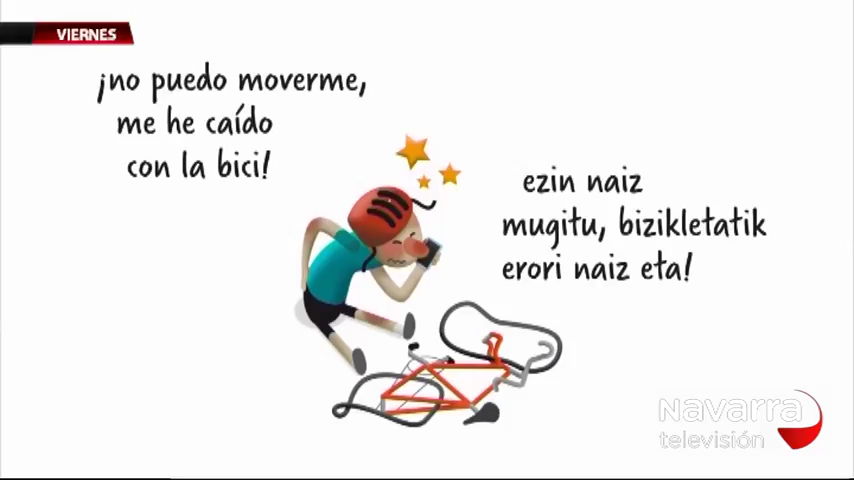 VIERNES
¡no puedo moverme,
me he caído
con la bici!
ezin naiz
mugitu, bizikletatik
erori naiz eta!
Navarra
televisión